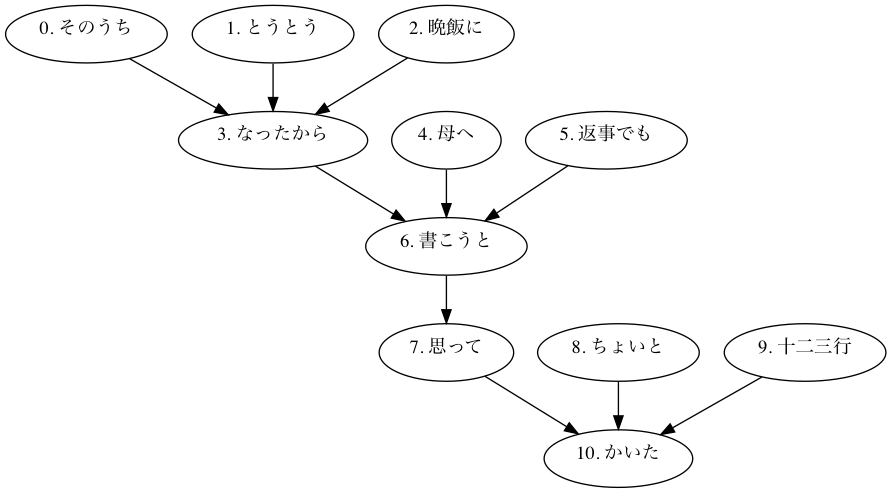 0. そのうち
1. とうとう
2. 晩飯に
3. なったから
4. 母へ
5. 返事でも
6. 書こうと
7. 思って
8. ちょいと
9. 十二三行
10. かいた